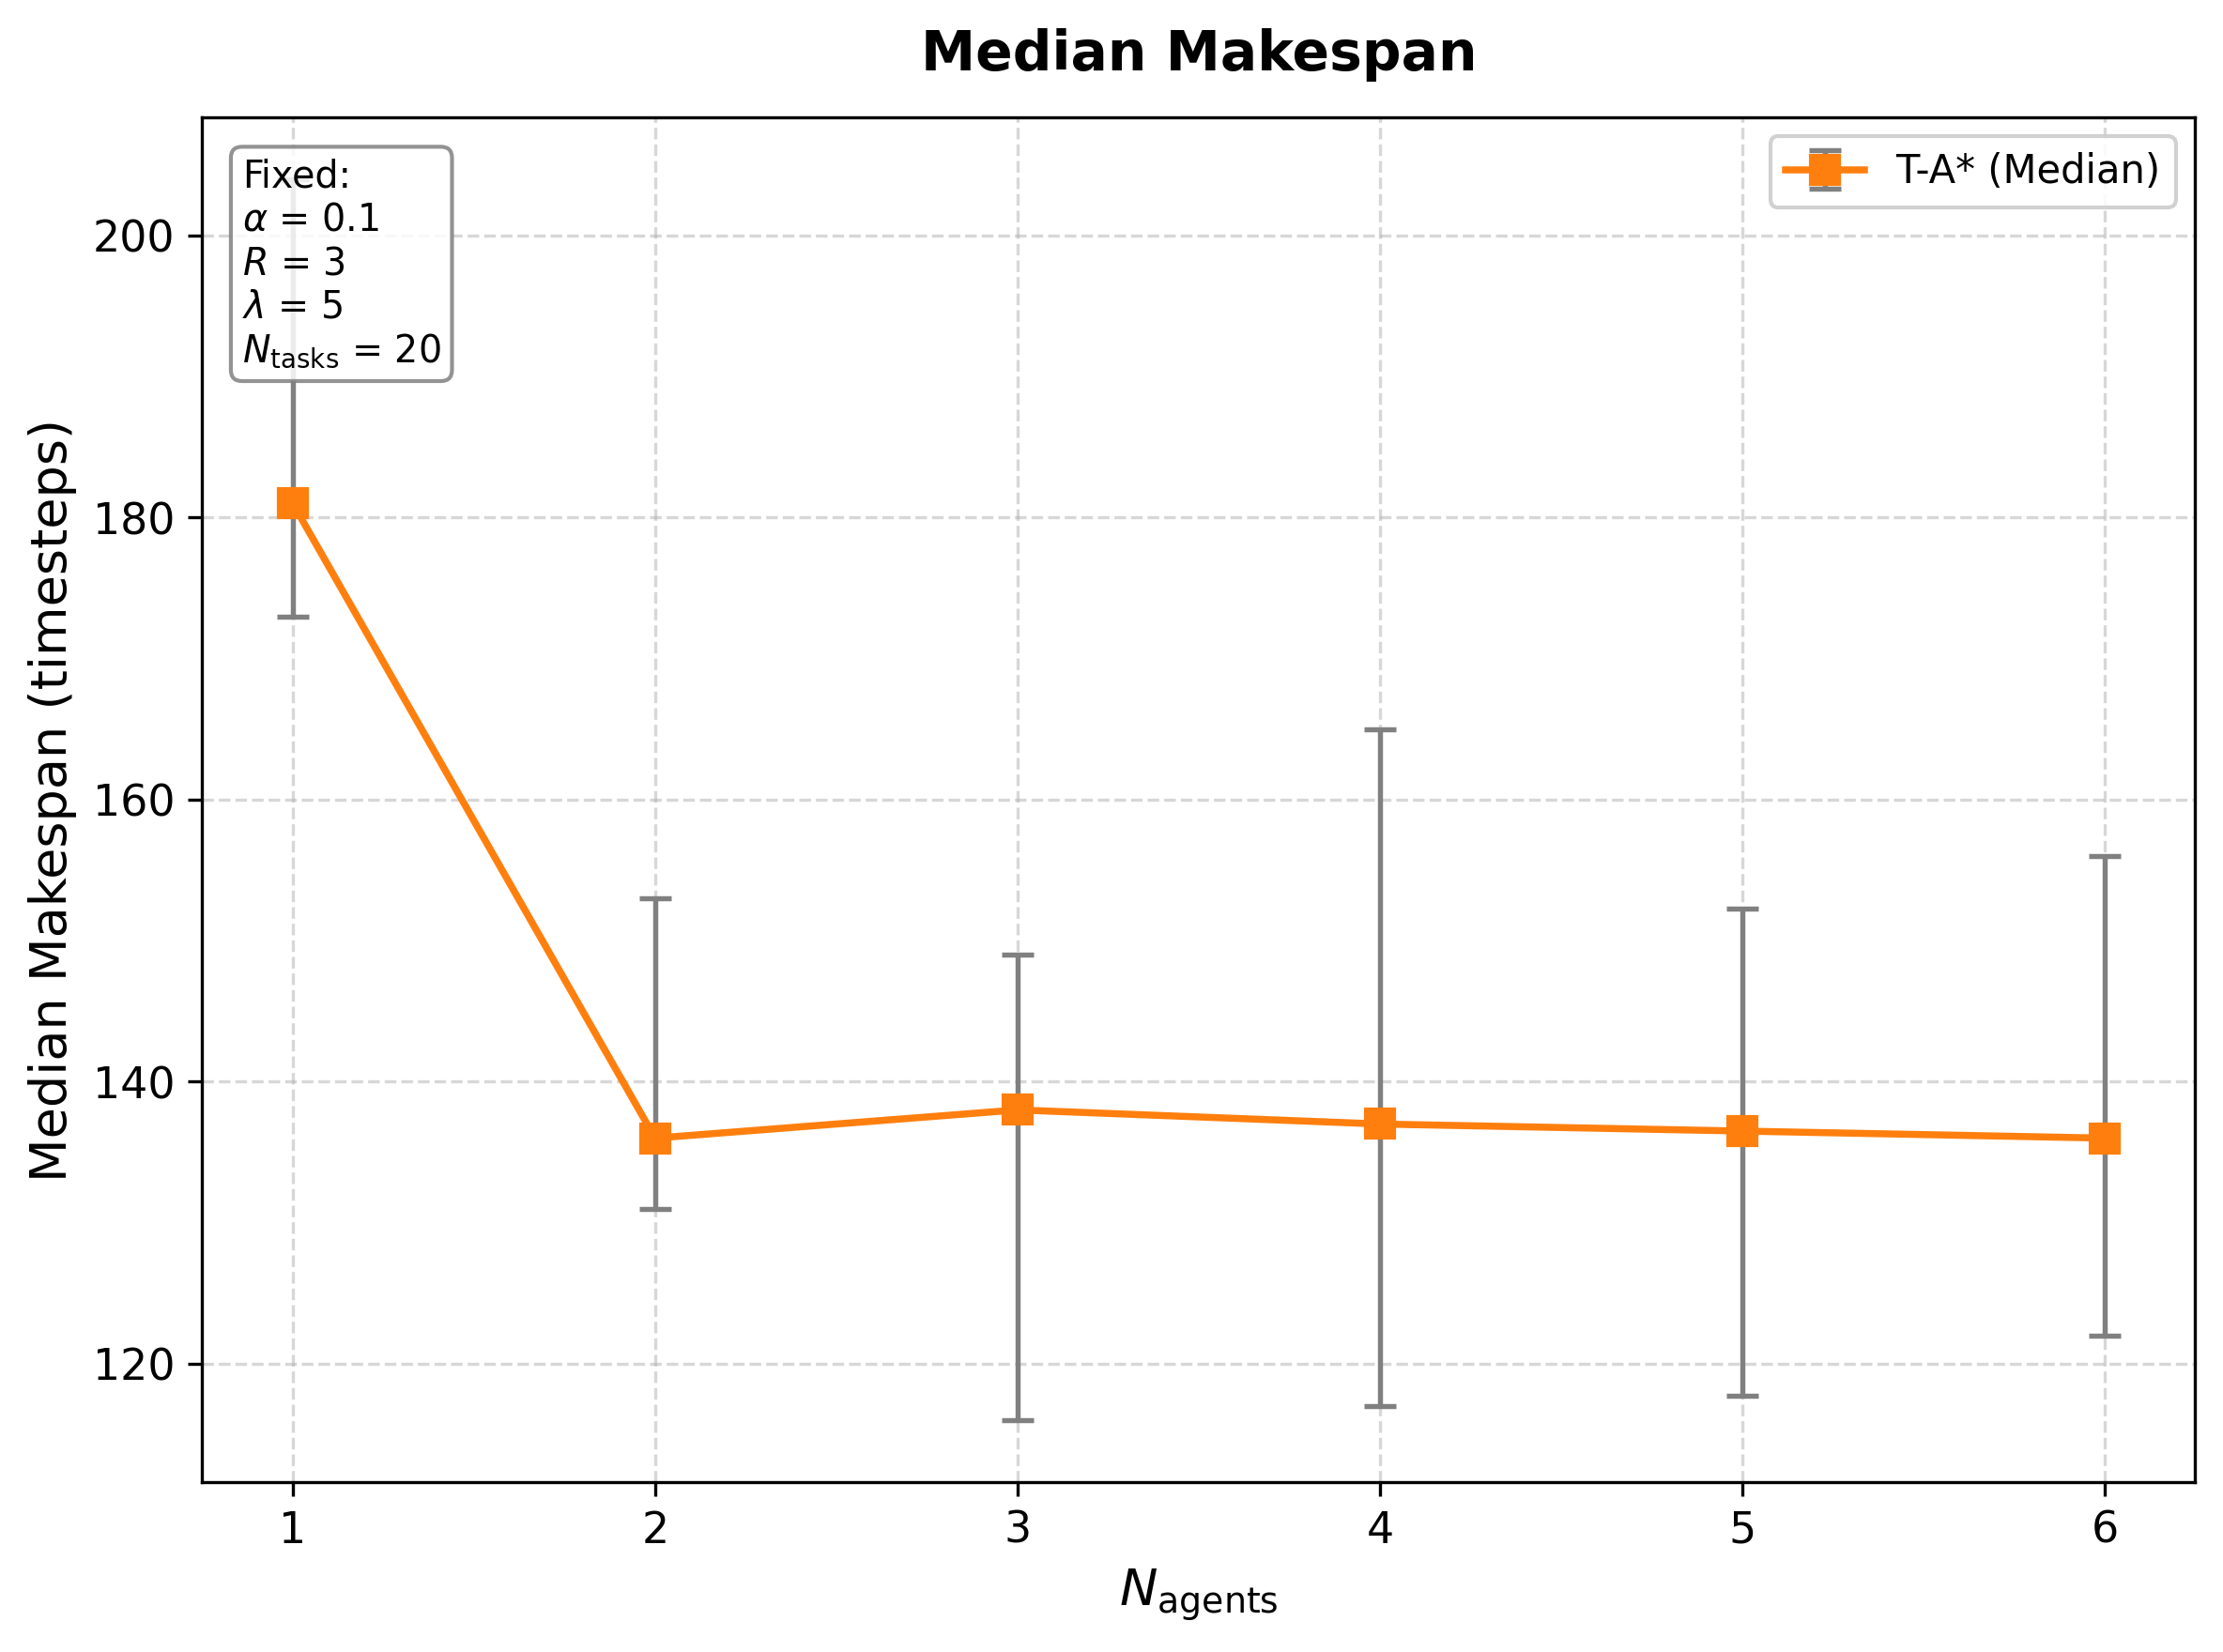 Median Makespan
Fixed:
α = 0.1
R = 3
λ = 5
N_tasks = 20
T-A* (Median)
Median Makespan (timesteps)
200
180
160
140
120
1 2 3 4 5 6
N_agents